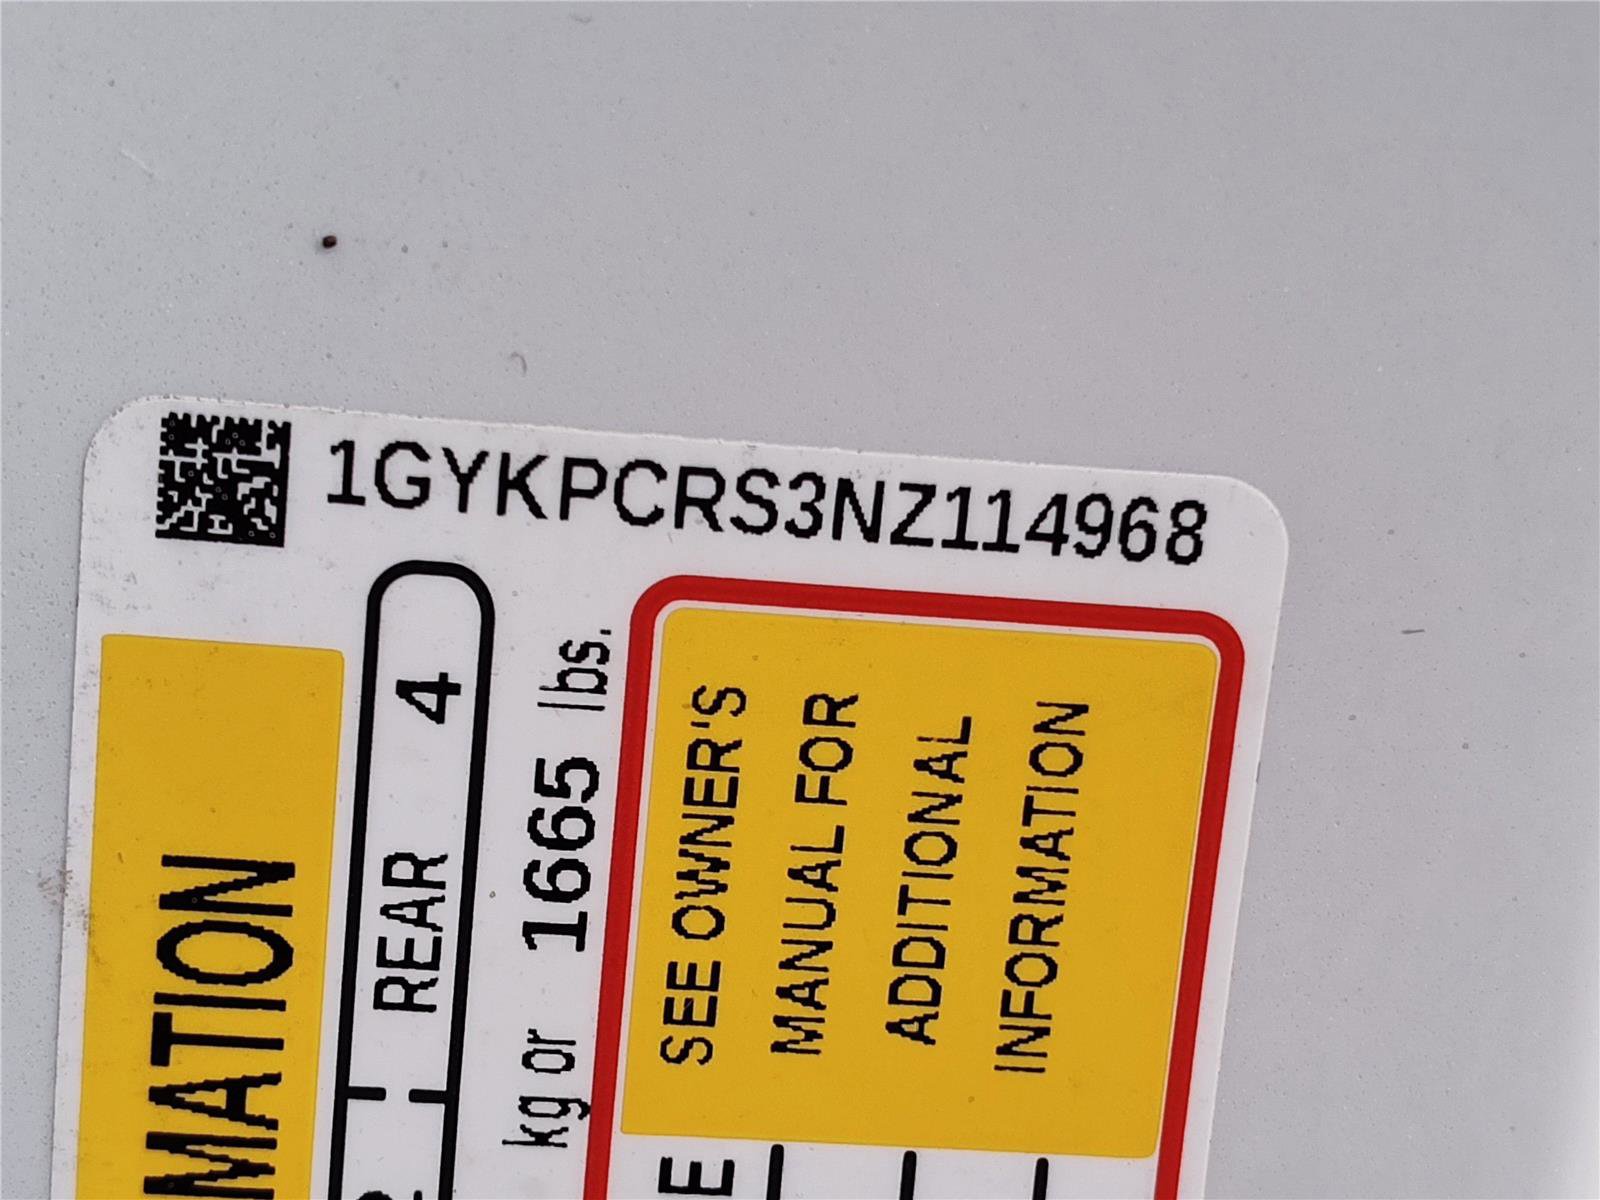 1GYKPCRS3NZ114968
MATION
REAR 4
kg or 1665 lbs.
SEE OWNER'S
MANUAL FOR
ADDITIONAL
INFORMATION
E